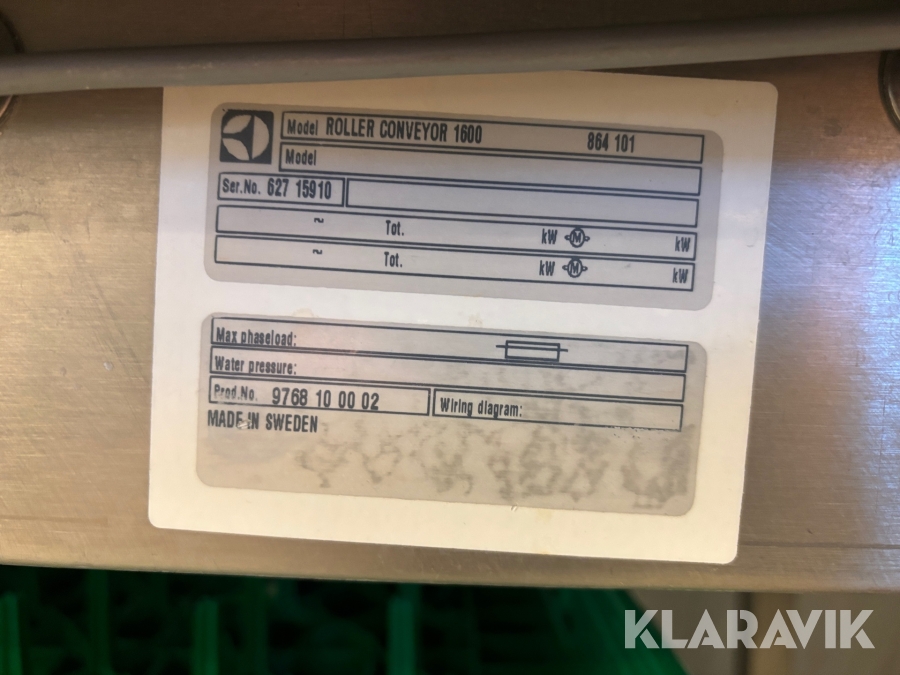 Model ROLLER CONVEYOR 1600 864 101
Model
Ser.No. 627 15910
~ Tot. kW M kW
~ Tot. kW M kW
Max phaseload:
Water pressure:
Prod.No. 9768 10 00 02 Wiring diagram:
MADE IN SWEDEN
KLARAVIK